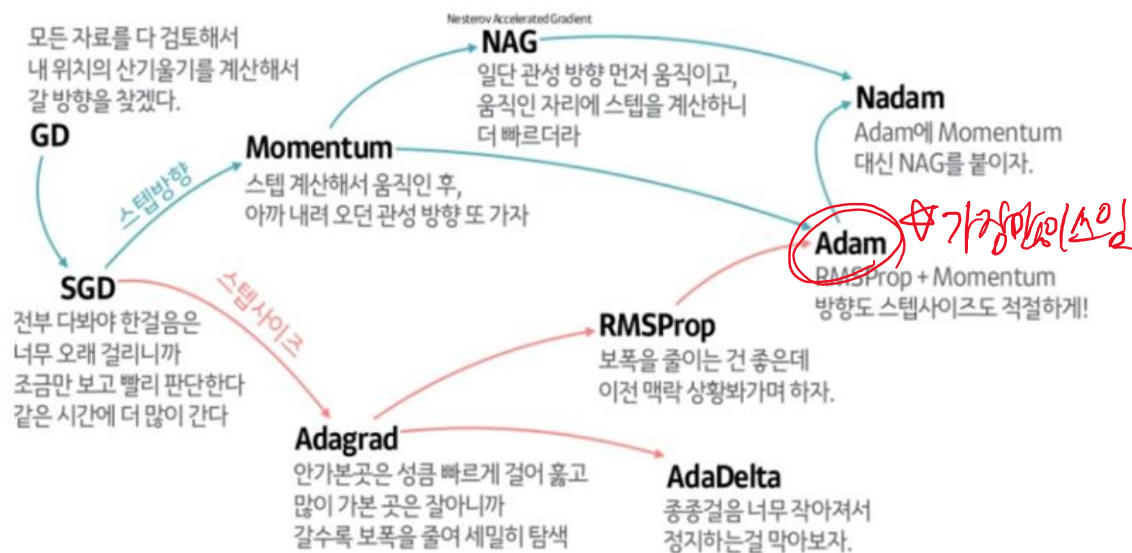 모든 자료를 다 검토해서
내 위치의 산기울기를 계산해서
갈 방향을 찾겠다.
GD
스텝방향
Momentum
스텝 계산해서 움직인 후,
아까 내려 오던 관성 방향 또 가자
Nesterov Accelerated Gradient
NAG
일단 관성 방향 먼저 움직이고,
움직인 자리에 스텝을 계산하니
더 빠르더라
Nadam
Adam에 Momentum
대신 NAG를 붙이자.
Adam
☆ 가장많이쓰임
RMSProp + Momentum
방향도 스텝사이즈도 적절하게!
SGD
전부 다봐야 한걸음은
너무 오래 걸리니까
조금만 보고 빨리 판단한다
같은 시간에 더 많이 간다
스텝사이즈
RMSProp
보폭을 줄이는 건 좋은데
이전 맥락 상황봐가며 하자.
Adagrad
안가본곳은 성큼 빠르게 걸어 훓고
많이 가본 곳은 잘아니까
갈수록 보폭을 줄여 세밀히 탐색
AdaDelta
종종걸음 너무 작아져서
정지하는걸 막아보자.